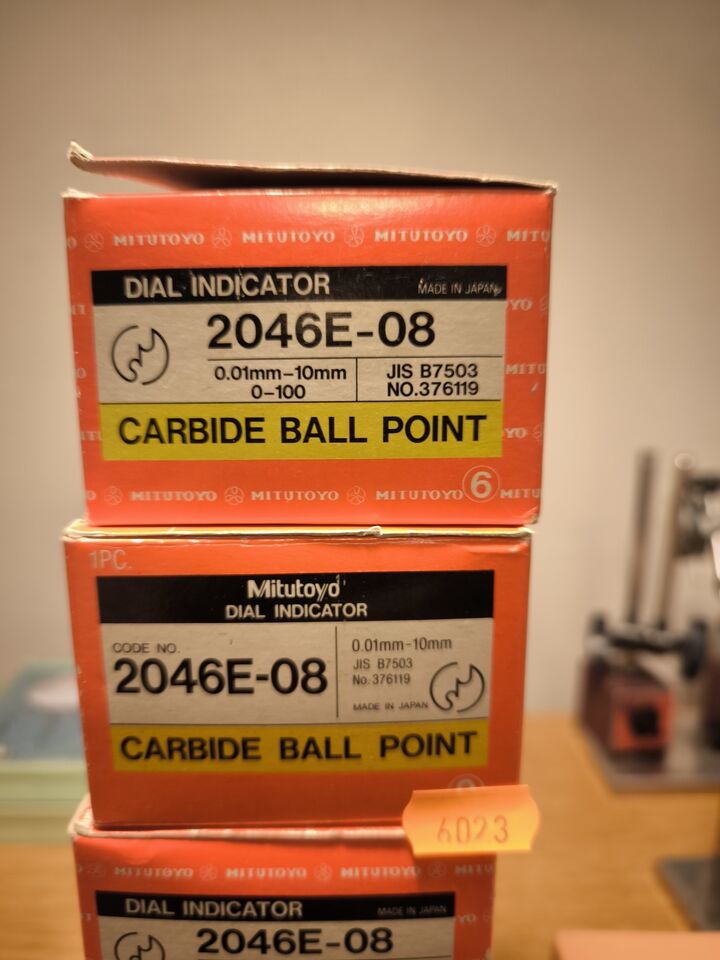 MITUTOYO MITUTOYO MITUTOYO MITU
DIAL INDICATOR MADE IN JAPAN
2046E-08
0.01mm-10mm
0-100
JIS B7503
NO.376119
CARBIDE BALL POINT
MITUTOYO MITUTOYO MITUTOYO 6 MITU
1PC.
Mitutoyo
DIAL INDICATOR
CODE NO.
2046E-08
0.01mm-10mm
JIS B7503
No. 376119
MADE IN JAPAN
CARBIDE BALL POINT
6023
MITUTOYO MITUTOYO MITUTOYO
DIAL INDICATOR MADE IN JAPAN
2046E-08